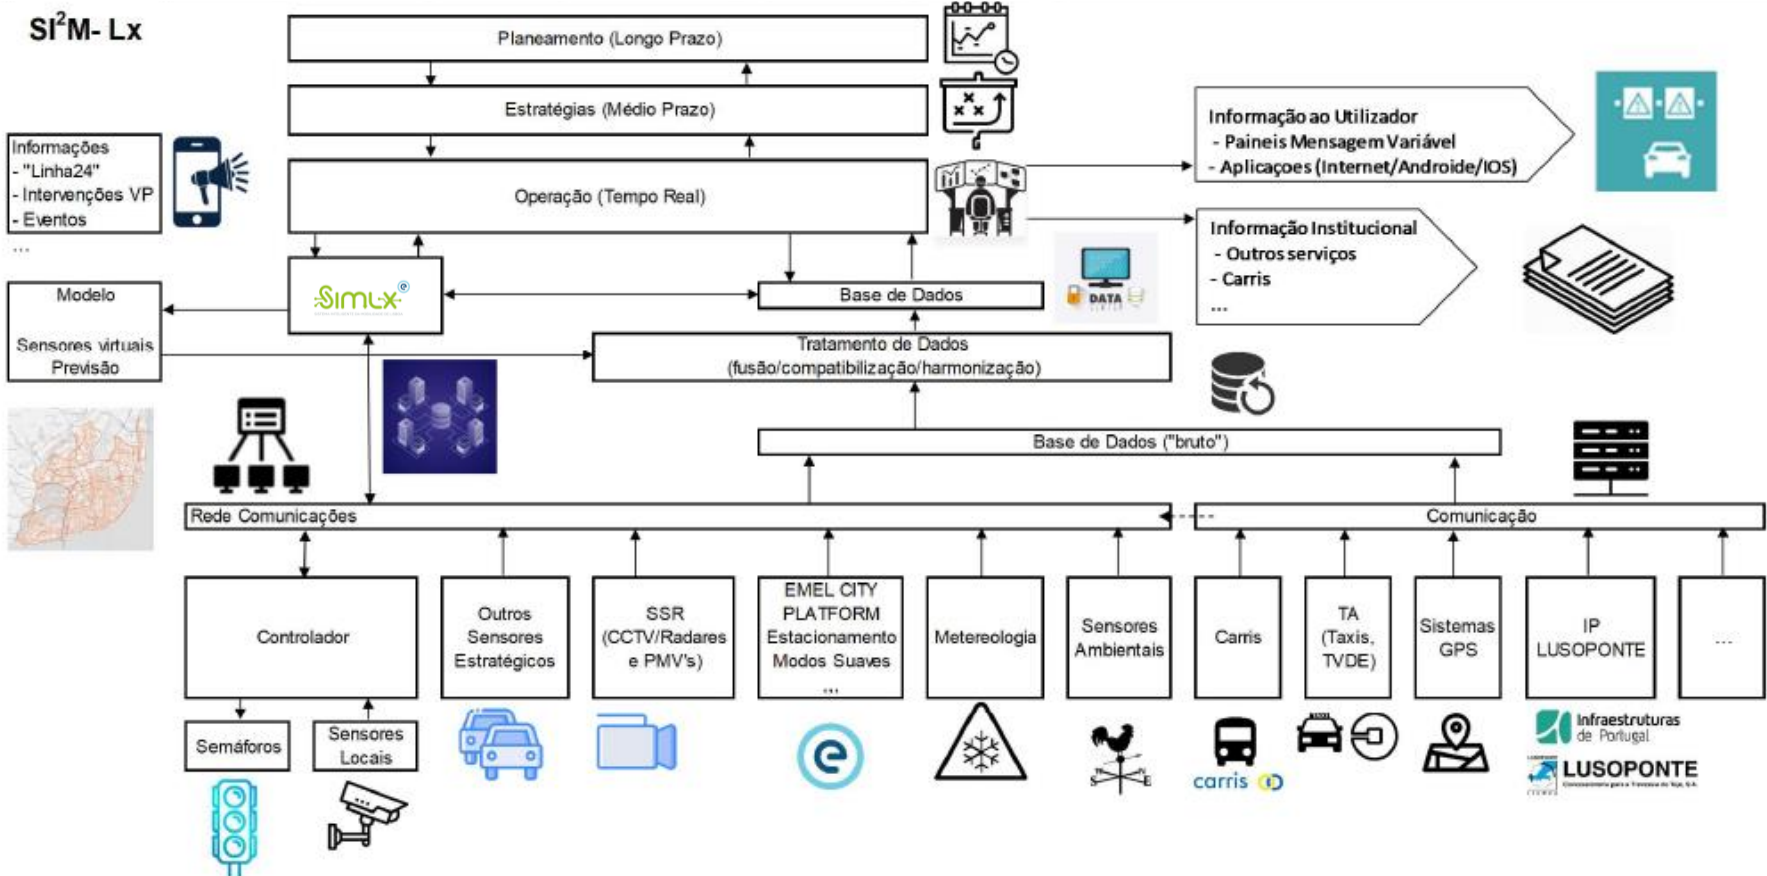 SI²M- Lx
Planeamento (Longo Prazo)
Estratégias (Médio Prazo)
Operação (Tempo Real)
Informações
- "Linha24"
- Intervenções VP
- Eventos
...
Informação ao Utilizador
- Paineis Mensagem Variável
- Aplicaçoes (Internet/Androide/IOS)
Informação Institucional
- Outros serviços
- Carris
...
SIMLX e
Base de Dados
DATA
Modelo
Sensores virtuais
Previsão
Tratamento de Dados
(fusão/compatibilização/harmonização)
Base de Dados ("bruto")
Rede Comunicações
Comunicação
Controlador
Outros
Sensores
Estratégicos
SSR
(CCTV/Radares
e PMV's)
EMEL CITY
PLATFORM
Estacionamento
Modos Suaves
...
Metereologia
Sensores
Ambientais
Carris
TA
(Taxis,
TVDE)
Sistemas
GPS
IP
LUSOPONTE
...
Semáforos
Sensores
Locais
e
S N E
carris
Infraestruturas
de Portugal
LUSOPONTE